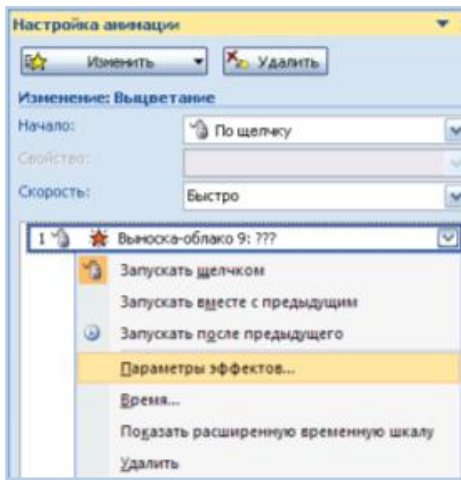 Настройка анимации
Изменить Удалить
Изменение: Выцветание
Начало: По щелчку
Свойство:
Скорость: Быстро
1 Выноска-облако 9: ???
Запускать щелчком
Запускать вместе с предыдущим
Запускать после предыдущего
Параметры эффектов...
Время...
Показать расширенную временную шкалу
Удалить